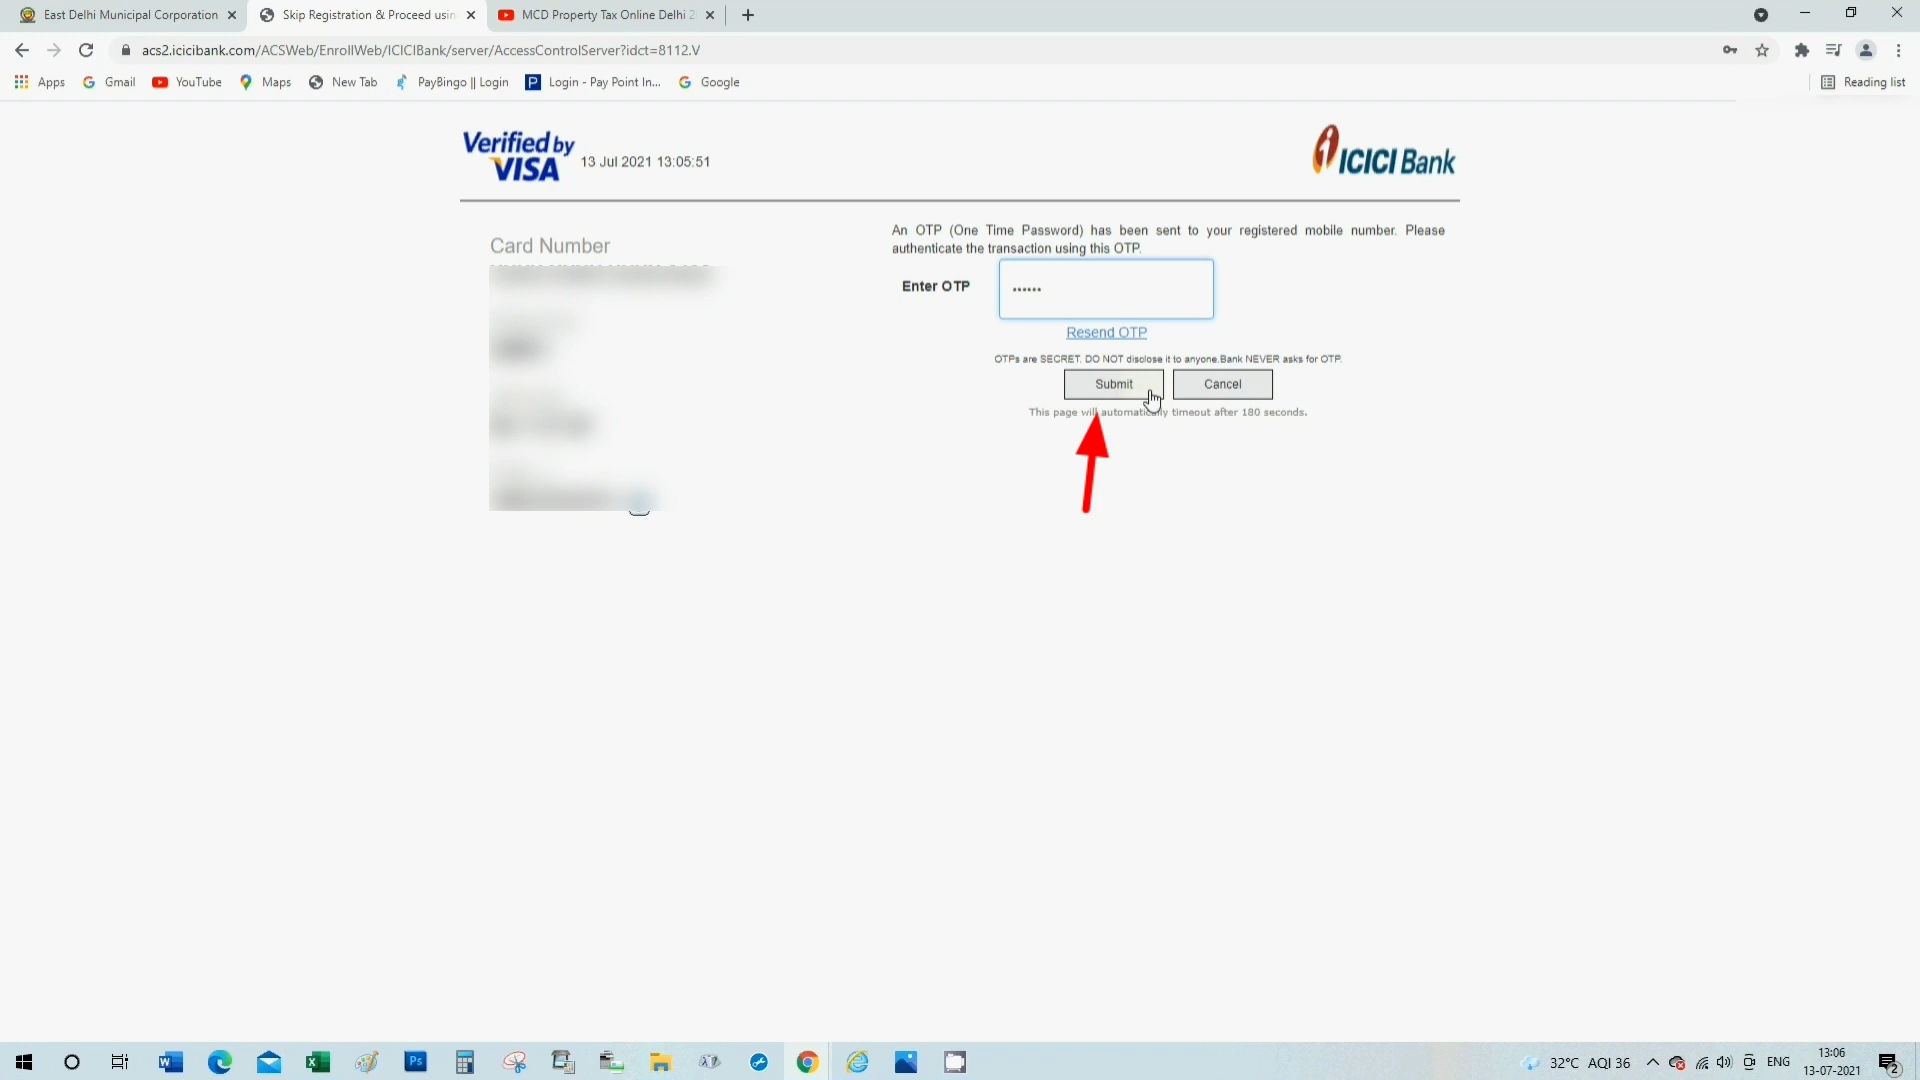 East Delhi Municipal Corporation
Skip Registration & Proceed usin
MCD Property Tax Online Delhi 2
acs2.icicibank.com/ACSWeb/EnrollWeb/ICICIBank/server/AccessControlServer?idct=8112.V
Apps Gmail YouTube Maps New Tab PayBingo || Login Login - Pay Point In... Google Reading list
Verified by
VISA
13 Jul 2021 13:05:51
ICICI Bank
An OTP (One Time Password) has been sent to your registered mobile number. Please
authenticate the transaction using this OTP.
Card Number
Enter OTP ••••••
Resend OTP
OTPs are SECRET. DO NOT disclose it to anyone.Bank NEVER asks for OTP.
Submit Cancel
This page will automatically timeout after 180 seconds.
32°C AQI 36 ENG
13:06
13-07-2021
2